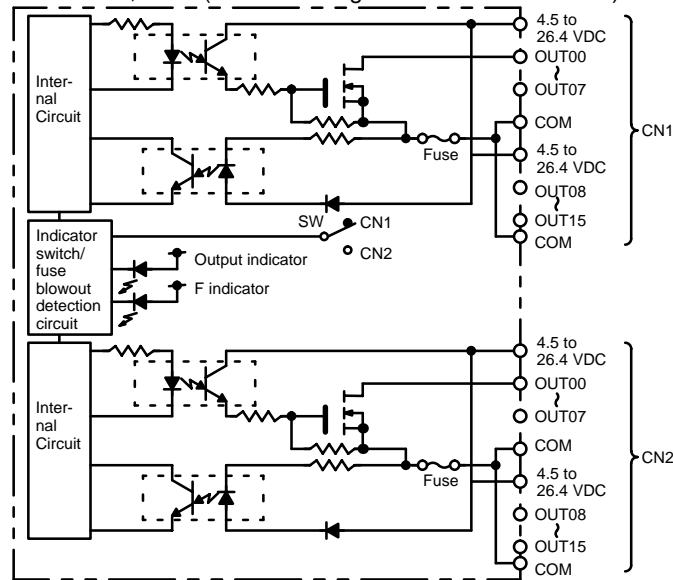 4.5 to
26.4 VDC
OUT00
~
OUT07
COM
4.5 to
26.4 VDC
OUT08
~
OUT15
COM
CN1
Inter-
nal
Circuit
Fuse
SW
CN1
CN2
Indicator
switch/
fuse
blowout
detection
circuit
Output indicator
F indicator
4.5 to
26.4 VDC
OUT00
~
OUT07
COM
4.5 to
26.4 VDC
OUT08
~
OUT15
COM
CN2
Inter-
nal
Circuit
Fuse